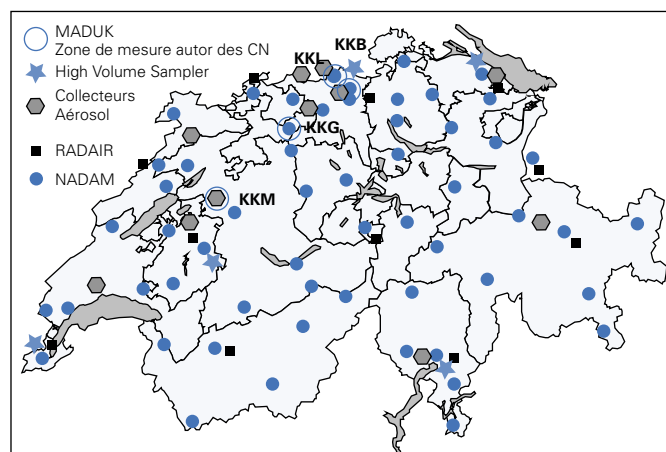 MADUK
Zone de mesure autor des CN
High Volume Sampler
Collecteurs
Aérosol
RADAIR
NADAM
KKB
KKL
KKG
KKM